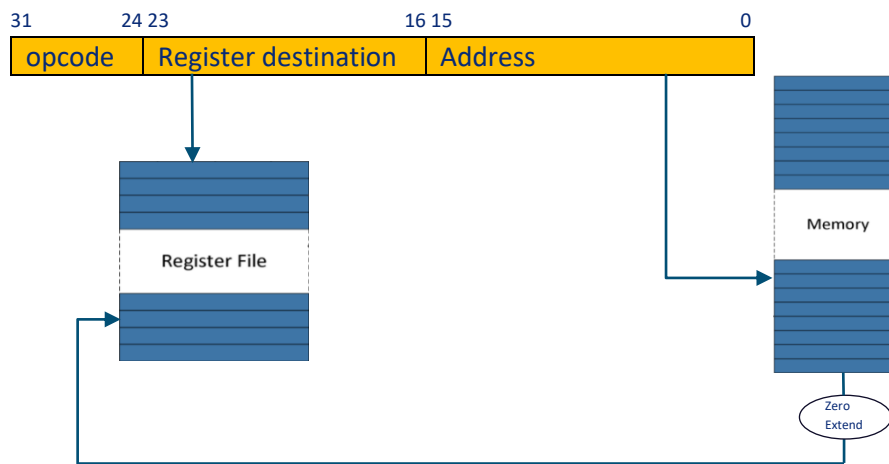 31 24 23 16 15 0
opcode Register destination Address
Memory
Register File
Zero
Extend